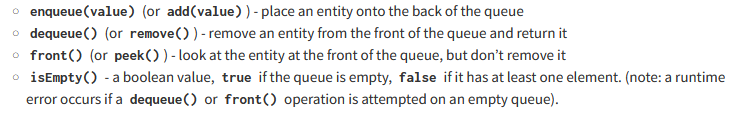 ○ enqueue(value) (or add(value) ) - place an entity onto the back of the queue
○ dequeue() (or remove() ) - remove an entity from the front of the queue and return it
○ front() (or peek() ) - look at the entity at the front of the queue, but don't remove it
○ isEmpty() - a boolean value, true if the queue is empty, false if it has at least one element. (note: a runtime
error occurs if a dequeue() or front() operation is attempted on an empty queue).